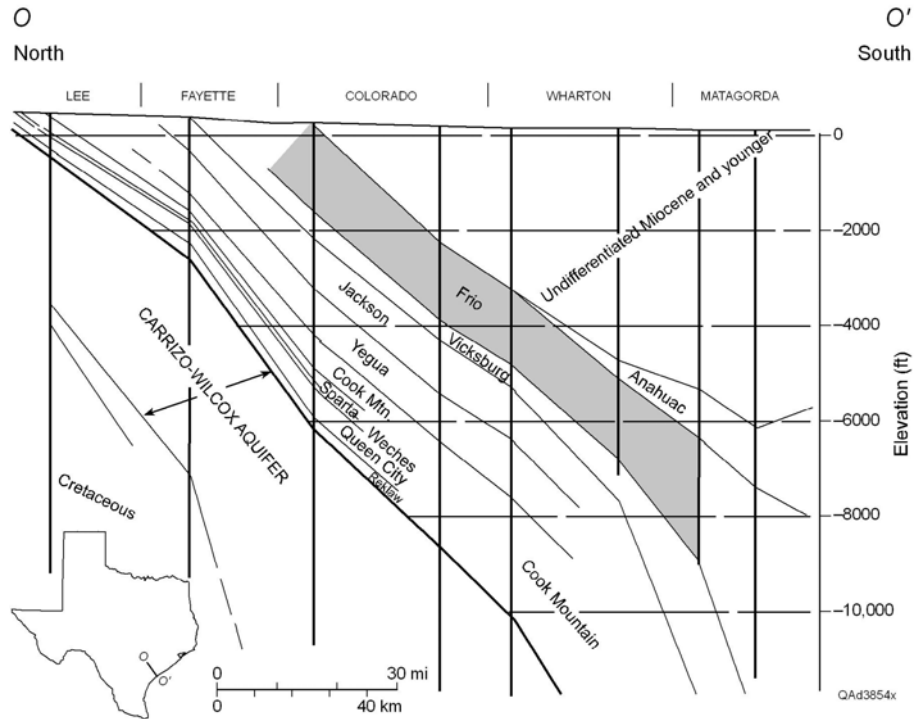 O
O'
North
South
LEE
FAYETTE
COLORADO
WHARTON
MATAGORDA
0
Undifferentiated Miocene and younger
–2000
Frio
Jackson
–4000
Vicksburg
Yegua
CARRIZO-WILCOX AQUIFER
Anahuac
Cook Mtn.
Elevation (ft)
Sparta
Weches
–6000
Queen City
Reklaw
Cretaceous
–8000
Cook Mountain
–10,000
O
O'
0
30 mi
0
40 km
QAd3854x